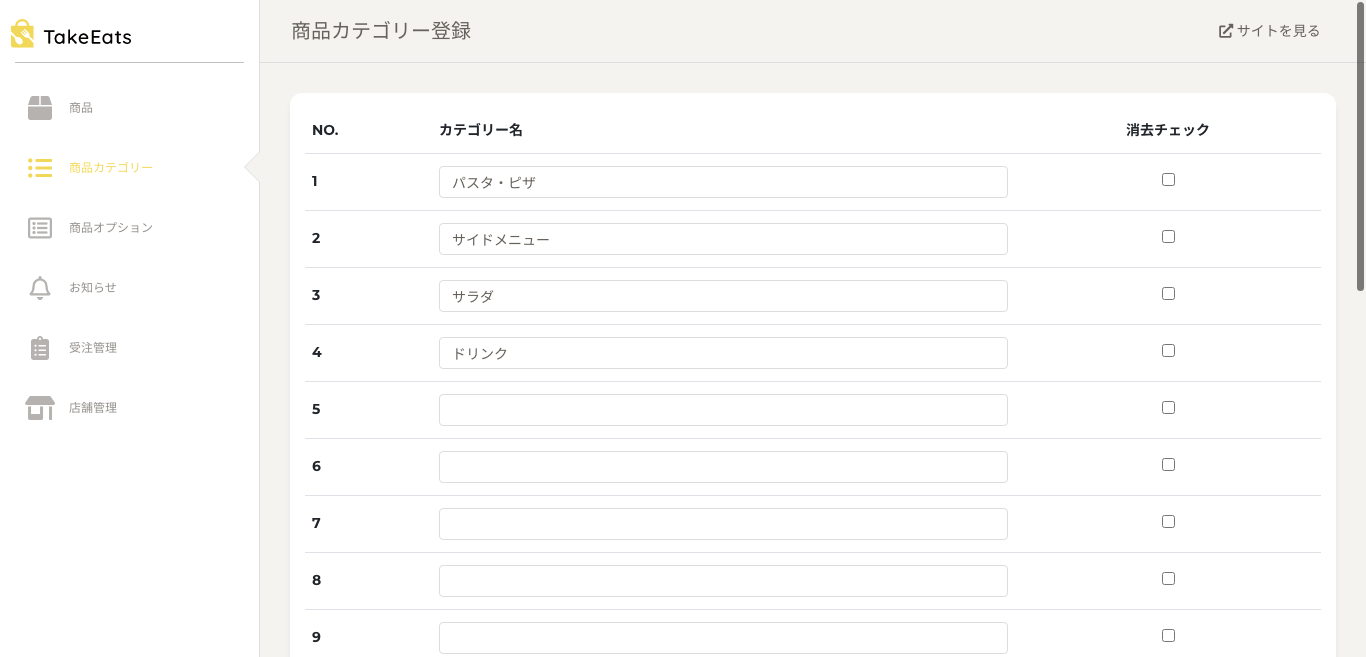 TakeEats
商品カテゴリー登録
サイトを見る
商品
商品カテゴリー
商品オプション
お知らせ
受注管理
店舗管理
NO. カテゴリー名 消去チェック
1 パスタ・ピザ
2 サイドメニュー
3 サラダ
4 ドリンク
5
6
7
8
9